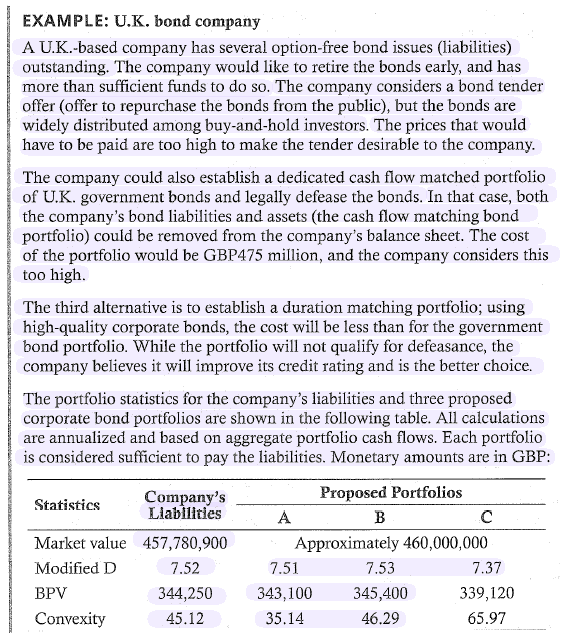 EXAMPLE: U.K. bond company
A U.K.-based company has several option-free bond issues (liabilities)
outstanding. The company would like to retire the bonds early, and has
more than sufficient funds to do so. The company considers a bond tender
offer (offer to repurchase the bonds from the public), but the bonds are
widely distributed among buy-and-hold investors. The prices that would
have to be paid are too high to make the tender desirable to the company.
The company could also establish a dedicated cash flow matched portfolio
of U.K. government bonds and legally defease the bonds. In that case, both
the company's bond liabilities and assets (the cash flow matching bond
portfolio) could be removed from the company's balance sheet. The cost
of the portfolio would be GBP475 million, and the company considers this
too high.
The third alternative is to establish a duration matching portfolio; using
high-quality corporate bonds, the cost will be less than for the government
bond portfolio. While the portfolio will not qualify for defeasance, the
company believes it will improve its credit rating and is the better choice.
The portfolio statistics for the company's liabilities and three proposed
corporate bond portfolios are shown in the following table. All calculations
are annualized and based on aggregate portfolio cash flows. Each portfolio
is considered sufficient to pay the liabilities. Monetary amounts are in GBP:
Statistics Company's Liabilities Proposed Portfolios
A B C
Market value 457,780,900 Approximately 460,000,000
Modified D 7.52 7.51 7.53 7.37
BPV 344,250 343,100 345,400 339,120
Convexity 45.12 35.14 46.29 65.97